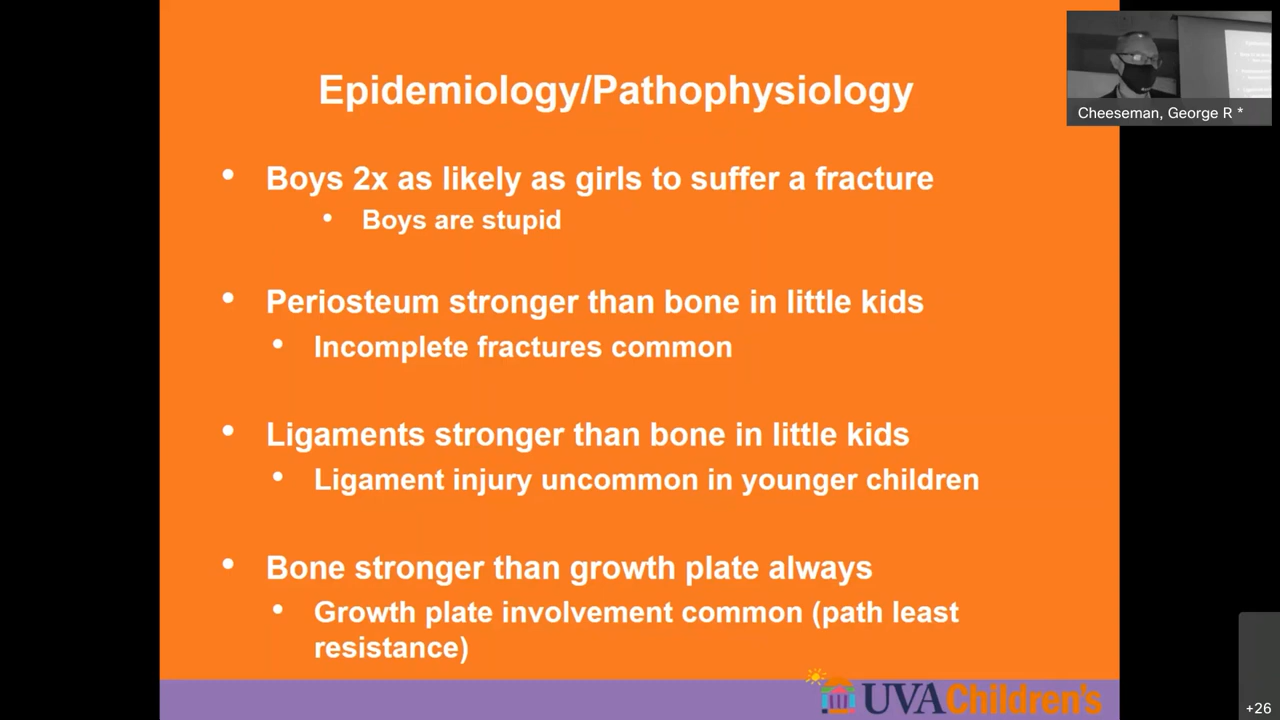 Epidemiology/Pathophysiology
• Boys 2x as likely as girls to suffer a fracture
• Boys are stupid
• Periosteum stronger than bone in little kids
• Incomplete fractures common
• Ligaments stronger than bone in little kids
• Ligament injury uncommon in younger children
• Bone stronger than growth plate always
• Growth plate involvement common (path least
resistance)
UVA Children's
Cheeseman, George R *
+26